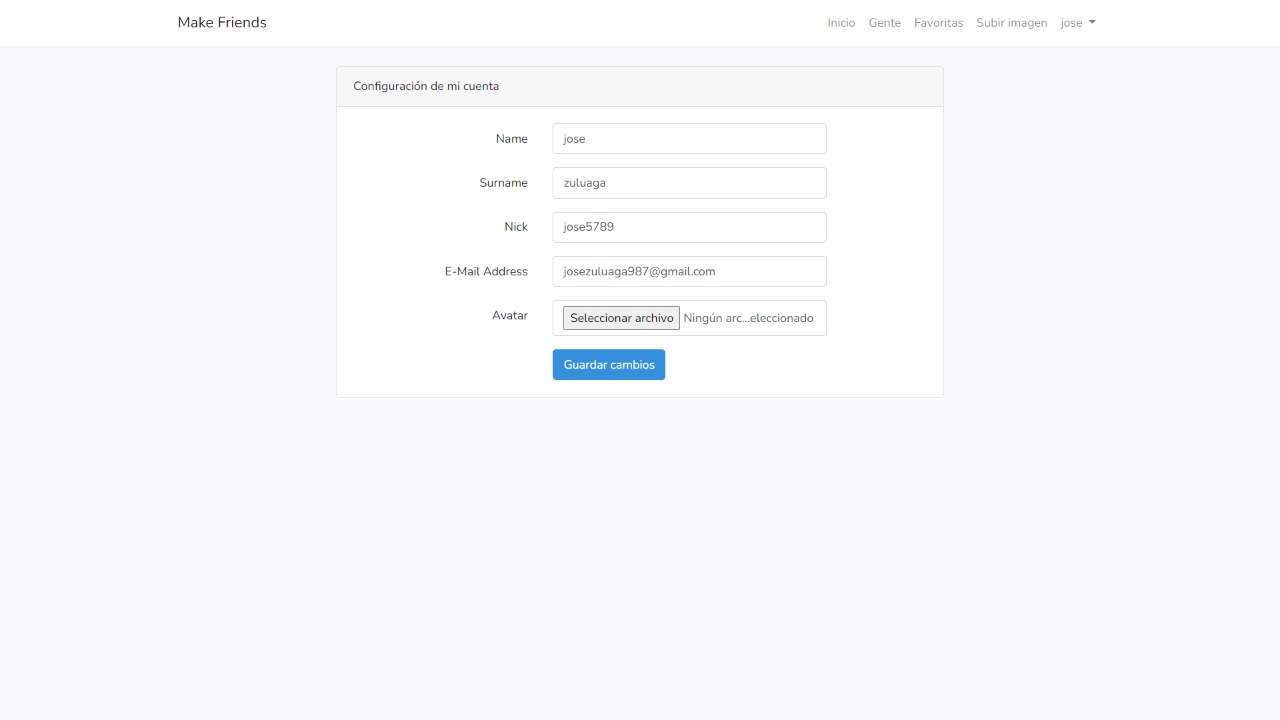 Make Friends
Inicio Gente Favoritas Subir imagen jose
Configuración de mi cuenta
Name jose
Surname zuluaga
Nick jose5789
E-Mail Address josezuluaga987@gmail.com
Avatar Seleccionar archivo Ningún arc...eleccionado
Guardar cambios